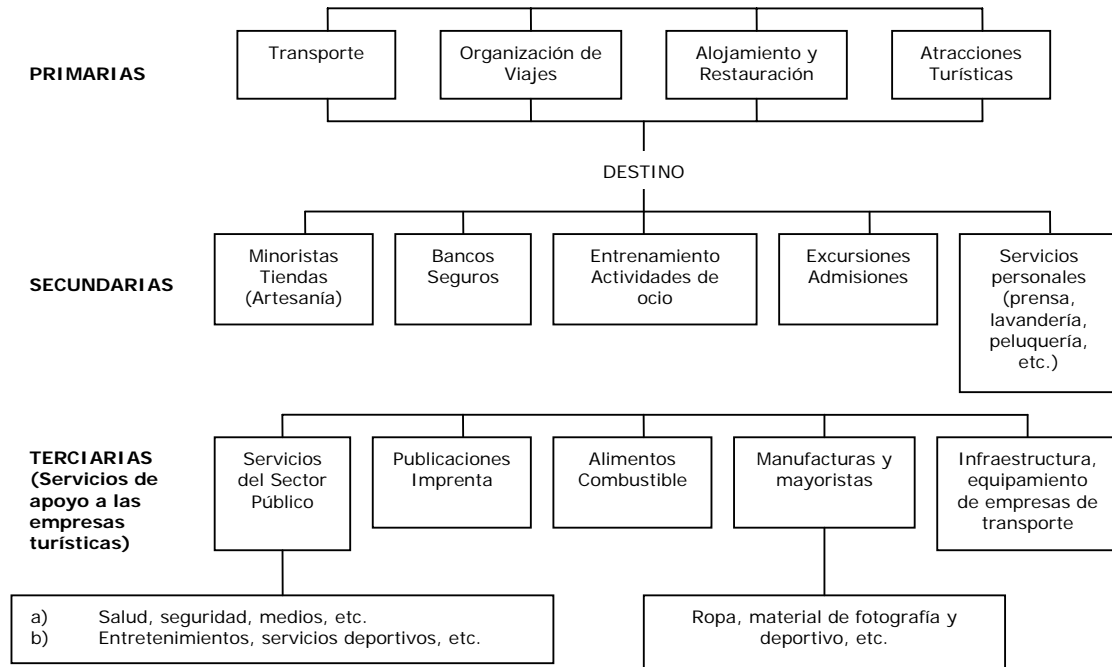 PRIMARIAS
Transporte
Organización de
Viajes
Alojamiento y
Restauración
Atracciones
Turísticas
DESTINO
SECUNDARIAS
Minoristas
Tiendas
(Artesanía)
Bancos
Seguros
Entrenamiento
Actividades de
ocio
Excursiones
Admisiones
Servicios
personales
(prensa,
lavandería,
peluquería,
etc.)
TERCIARIAS
(Servicios de
apoyo a las
empresas
turísticas)
Servicios
del Sector
Público
Publicaciones
Imprenta
Alimentos
Combustible
Manufacturas y
mayoristas
Infraestructura,
equipamiento
de empresas de
transporte
a) Salud, seguridad, medios, etc.
b) Entretenimientos, servicios deportivos, etc.
Ropa, material de fotografía y
deportivo, etc.